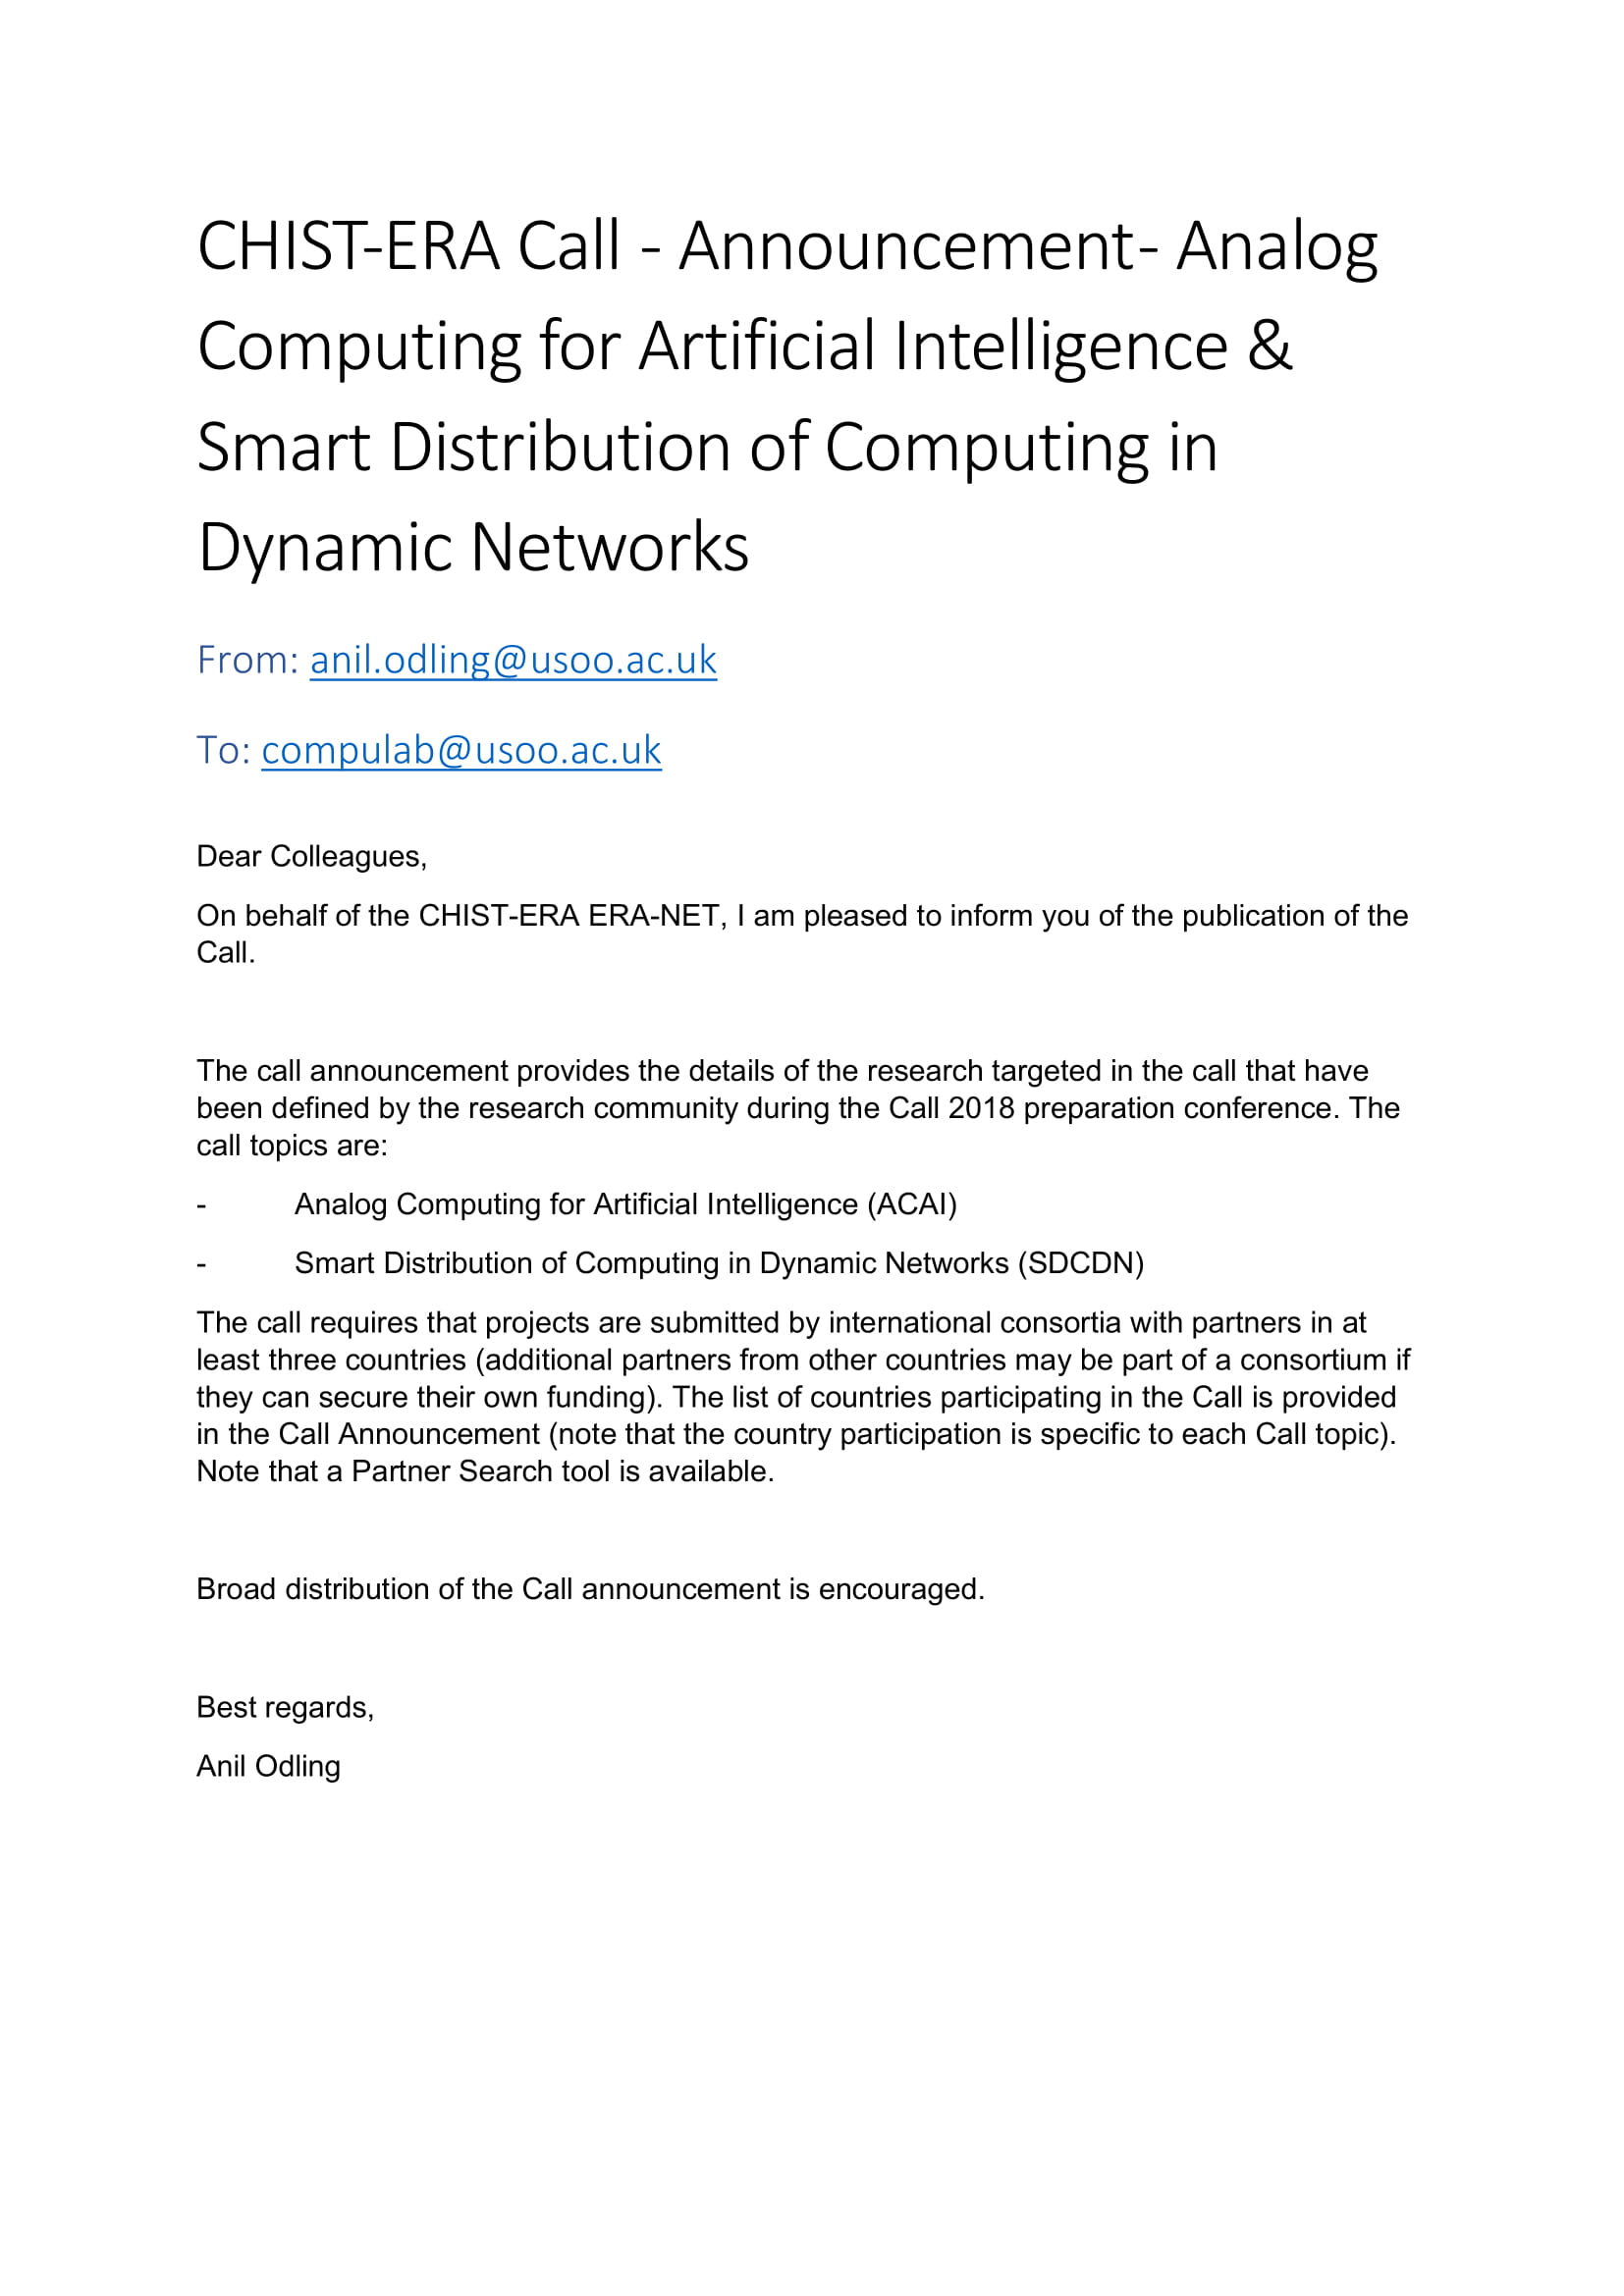 CHIST-ERA Call - Announcement- Analog
Computing for Artificial Intelligence &
Smart Distribution of Computing in
Dynamic Networks
From: anil.odling@usoo.ac.uk
To: compulab@usoo.ac.uk
Dear Colleagues,
On behalf of the CHIST-ERA ERA-NET, I am pleased to inform you of the publication of the
Call.
The call announcement provides the details of the research targeted in the call that have
been defined by the research community during the Call 2018 preparation conference. The
call topics are:
- Analog Computing for Artificial Intelligence (ACAI)
- Smart Distribution of Computing in Dynamic Networks (SDCDN)
The call requires that projects are submitted by international consortia with partners in at
least three countries (additional partners from other countries may be part of a consortium if
they can secure their own funding). The list of countries participating in the Call is provided
in the Call Announcement (note that the country participation is specific to each Call topic).
Note that a Partner Search tool is available.
Broad distribution of the Call announcement is encouraged.
Best regards,
Anil Odling